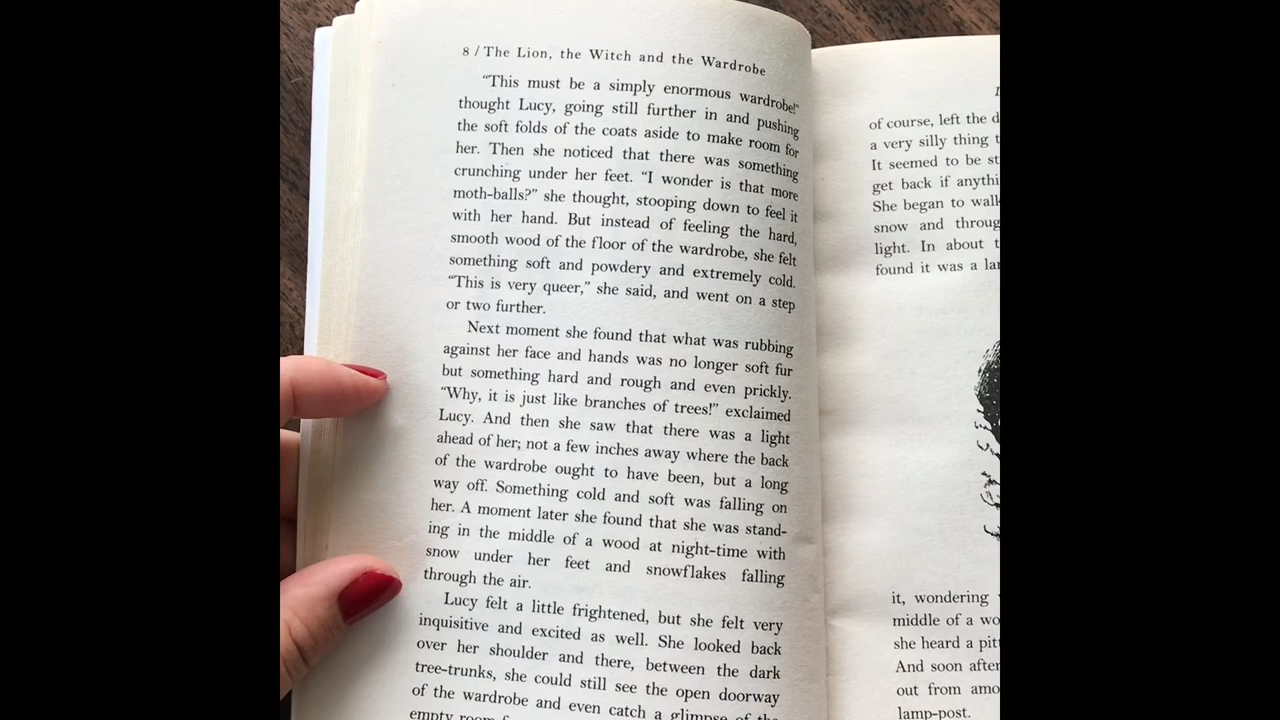 8 / The Lion, the Witch and the Wardrobe
“This must be a simply enormous wardrobe!”
thought Lucy, going still further in and pushing
the soft folds of the coats aside to make room for
her. Then she noticed that there was something
crunching under her feet. “I wonder is that more
moth-balls?” she thought, stooping down to feel it
with her hand. But instead of feeling the hard,
smooth wood of the floor of the wardrobe, she felt
something soft and powdery and extremely cold.
“This is very queer,” she said, and went on a step
or two further.
Next moment she found that what was rubbing
against her face and hands was no longer soft fur
but something hard and rough and even prickly.
“Why, it is just like branches of trees!” exclaimed
Lucy. And then she saw that there was a light
ahead of her; not a few inches away where the back
of the wardrobe ought to have been, but a long
way off. Something cold and soft was falling on
her. A moment later she found that she was stand-
ing in the middle of a wood at night-time with
snow under her feet and snowflakes falling
through the air.
Lucy felt a little frightened, but she felt very
inquisitive and excited as well. She looked back
over her shoulder and there, between the dark
tree-trunks, she could still see the open doorway
of the wardrobe and even catch a glimpse of the
empty room
of course, left the
a very silly thing
It seemed to be
get back if
She began to
snow and
light. In about
found it was a
it, wondering
middle of a
she heard a
And soon after
out from
lamp-post.